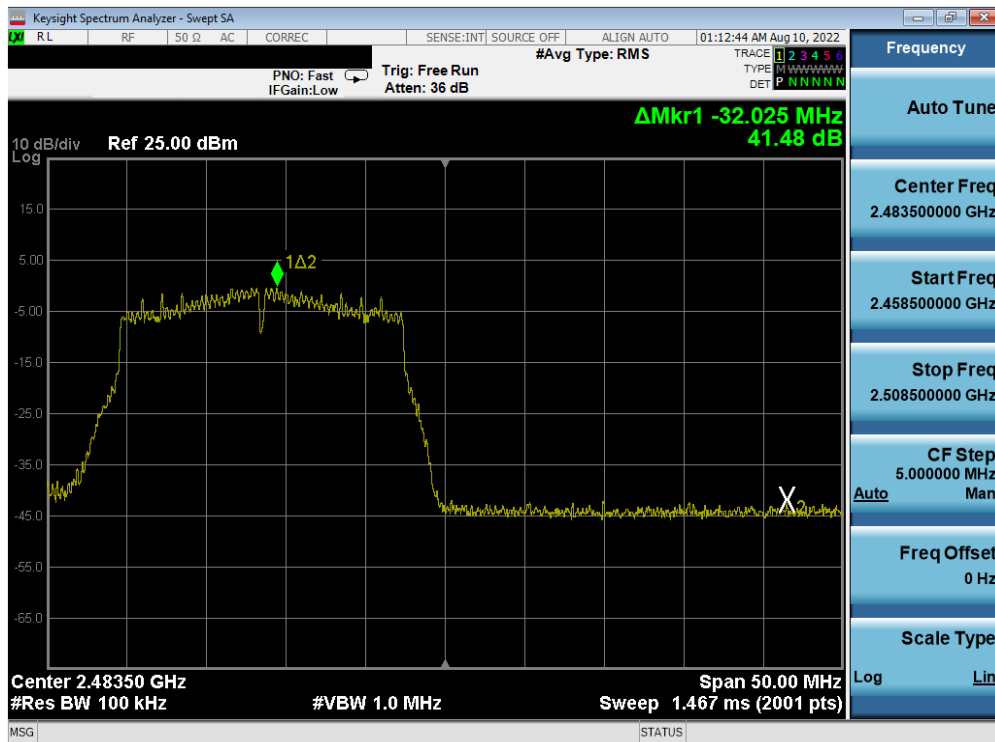 Keysight Spectrum Analyzer - Swept SA
LXI RL RF 50 Ω AC CORREC SENSE:INT SOURCE OFF ALIGN AUTO 01:12:44 AM Aug 10, 2022
#Avg Type: RMS TRACE 1 2 3 4 5 6
PNO: Fast Trig: Free Run TYPE M W W W W W
IFGain:Low Atten: 36 dB DET P N N N N N
ΔMkr1 -32.025 MHz
41.48 dB
10 dB/div Ref 25.00 dBm
Log
15.0
5.00
1Δ2
-5.00
-15.0
-25.0
-35.0
X2
-45.0
-55.0
-65.0
Center 2.48350 GHz Span 50.00 MHz
#Res BW 100 kHz #VBW 1.0 MHz Sweep 1.467 ms (2001 pts)
MSG STATUS
Frequency
Auto Tune
Center Freq
2.483500000 GHz
Start Freq
2.458500000 GHz
Stop Freq
2.508500000 GHz
CF Step
5.000000 MHz
Auto Man
Freq Offset
0 Hz
Scale Type
Log Lin